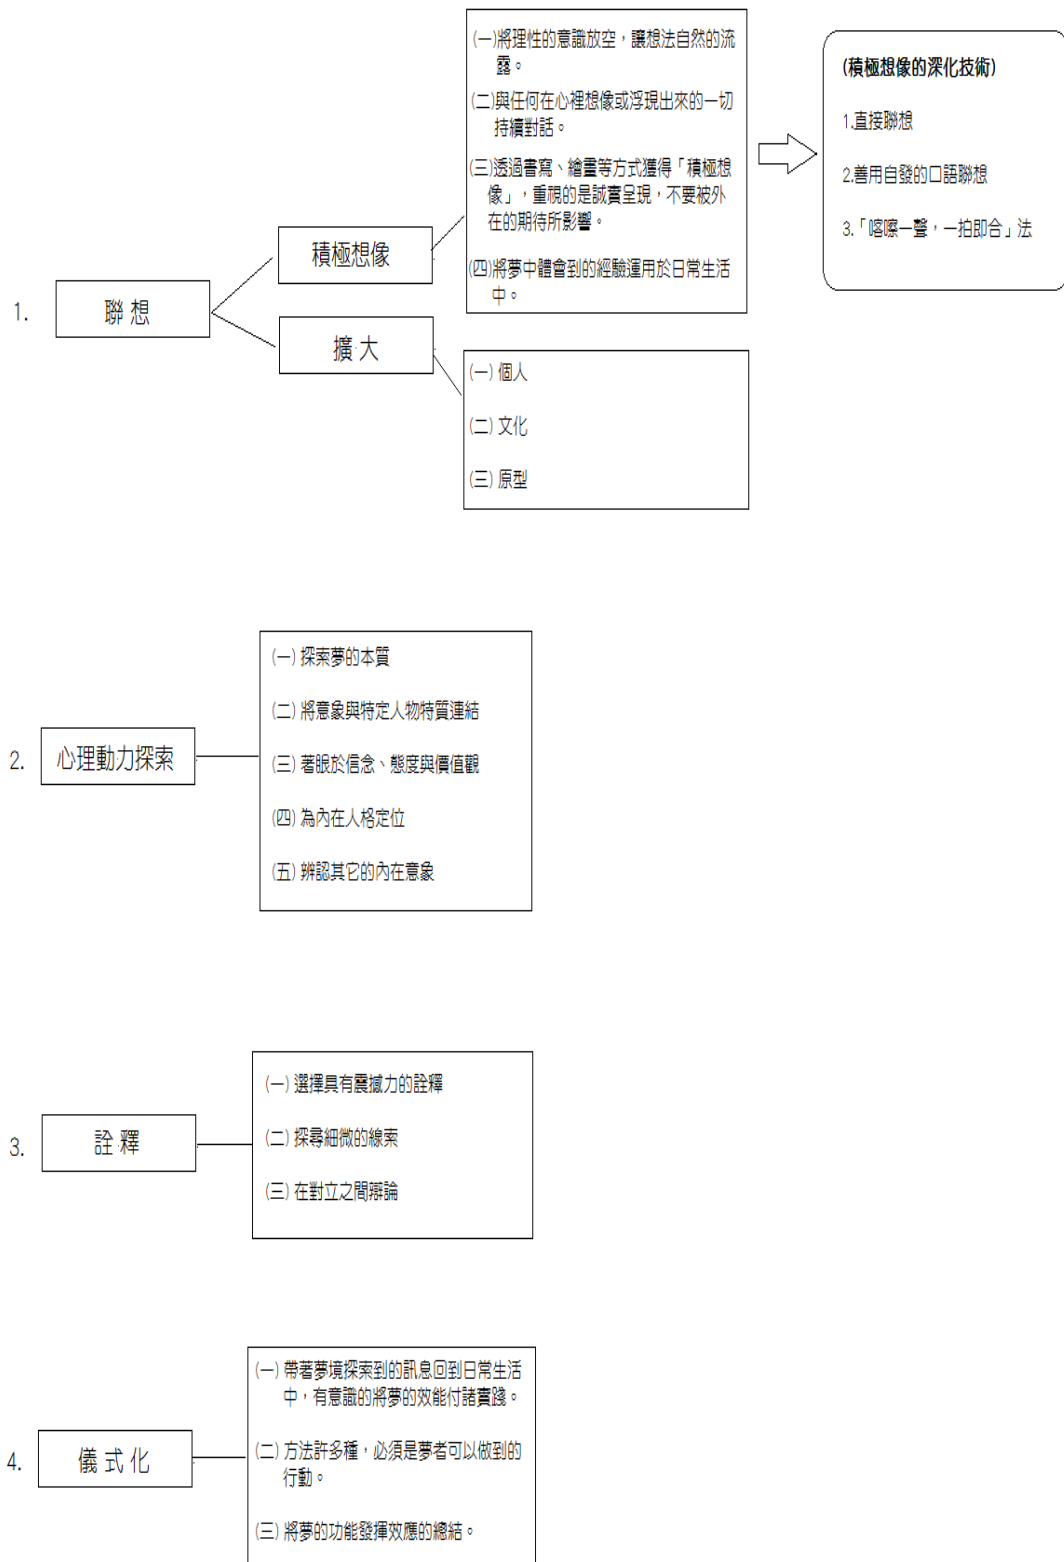 1.
聯 想
積極想像
擴 大
(一)將理性的意識放空，讓想法自然的流
露。
(二)與任何在心裡想像或浮現出來的一切
持續對話。
(三)透過書寫、繪畫等方式獲得「積極想
像」，重視的是誠實呈現，不要被外
在的期待所影響。
(四)將夢中體會到的經驗運用於日常生活
中。
(積極想像的深化技術)
1.直接聯想
2.善用自發的口語聯想
3.「喀嚓一聲，一拍即合」法
(一) 個人
(二) 文化
(三) 原型
2.
心理動力探索
(一) 探索夢的本質
(二) 將意象與特定人物特質連結
(三) 著眼於信念、態度與價值觀
(四) 為內在人格定位
(五) 辨認其它的內在意象
3.
詮 釋
(一) 選擇具有震撼力的詮釋
(二) 探尋細微的線索
(三) 在對立之間辯論
4.
儀 式 化
(一) 帶著夢境探索到的訊息回到日常生活
中，有意識的將夢的效能付諸實踐。
(二) 方法許多種，必須是夢者可以做到的
行動。
(三) 將夢的功能發揮效應的總結。